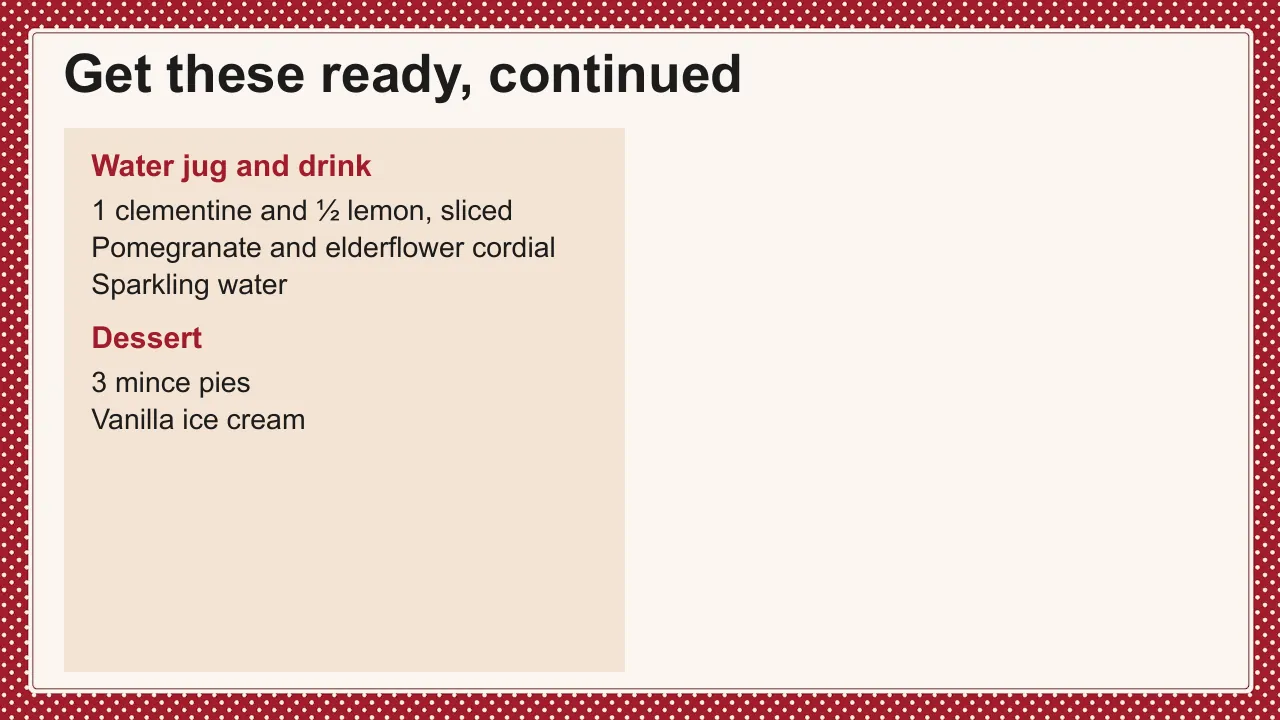 Get these ready, continued
Water jug and drink
1 clementine and ½ lemon, sliced
Pomegranate and elderflower cordial
Sparkling water
Dessert
3 mince pies
Vanilla ice cream